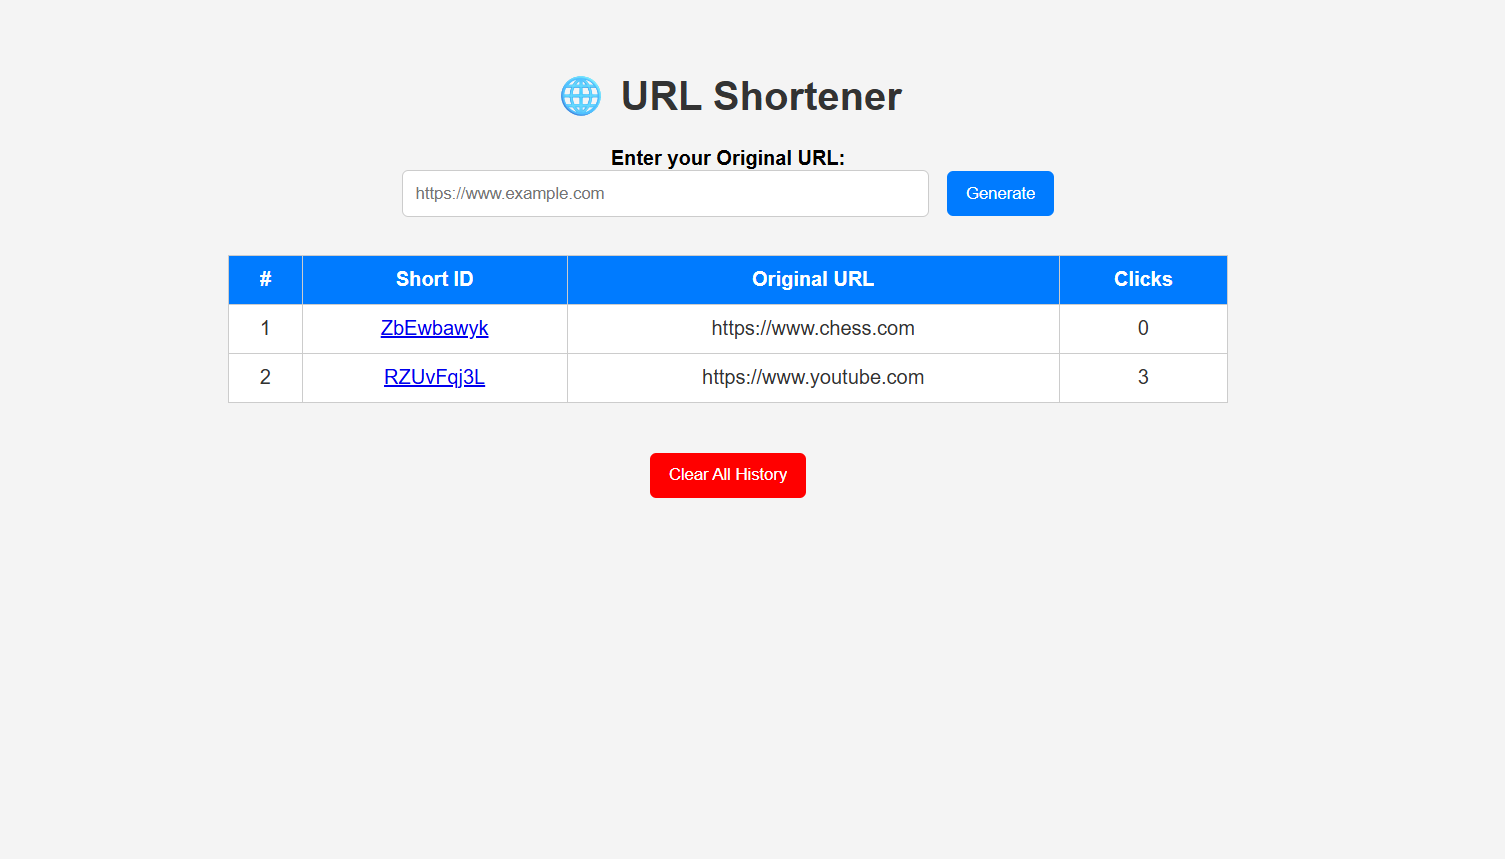 URL Shortener
Enter your Original URL:
https://www.example.com Generate
# Short ID Original URL Clicks
1 ZbEwbawyk https://www.chess.com 0
2 RZUvFqj3L https://www.youtube.com 3
Clear All History